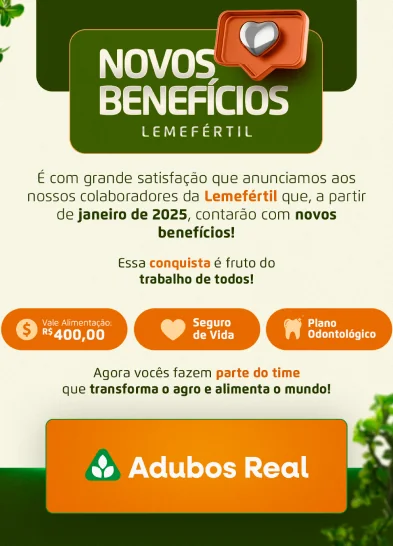 NOVOS
BENEFÍCIOS
LEMEFÉRTIL
É com grande satisfação que anunciamos aos
nossos colaboradores da Lemefértil que, a partir
de janeiro de 2025, contarão com novos
benefícios!
Essa conquista é fruto do
trabalho de todos!
Vale Alimentação:
R$400,00
Seguro
de Vida
Plano
Odontológico
Agora vocês fazem parte do time
que transforma o agro e alimenta o mundo!
Adubos Real